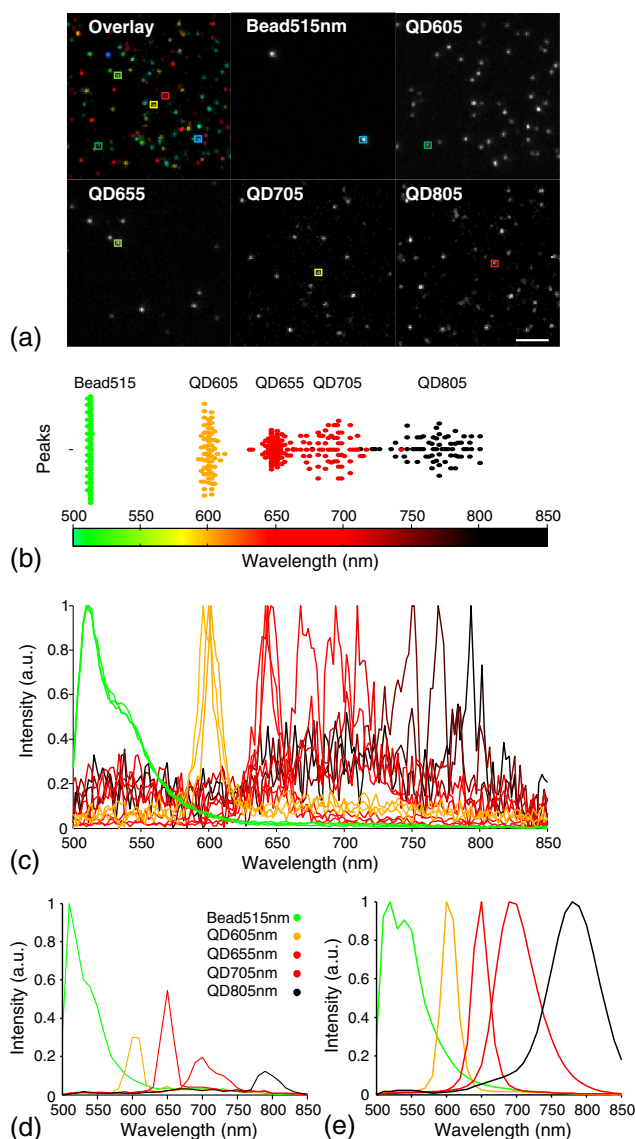 Overlay
Bead515nm
QD605
QD655
QD705
QD805
(a)
Bead515 QD605 QD655 QD705 QD805
Peaks
500 550 600 650 700 750 800 850
Wavelength (nm)
(b)
1
0.8
0.6
0.4
0.2
0
Intensity (a.u.)
500 550 600 650 700 750 800 850
Wavelength (nm)
(c)
Bead515nm
QD605nm
QD655nm
QD705nm
QD805nm
1
0.8
0.6
0.4
0.2
0
Intensity (a.u.)
500 550 600 650 700 750 800 850
Wavelength (nm)
(d)
1
0.8
0.6
0.4
0.2
0
Intensity (a.u.)
500 550 600 650 700 750 800 850
Wavelength (nm)
(e)